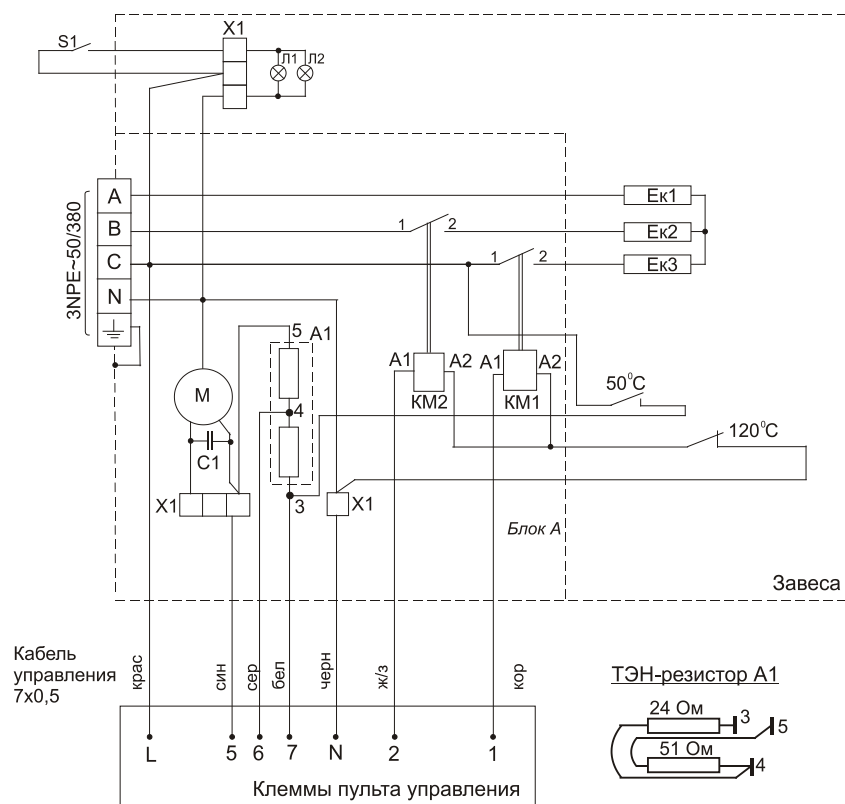 S1
X1
Л1
Л2
3NPE~50/380
A
B
C
N
1
2
1
2
Ек1
Ек2
Ек3
5
A1
4
3
M
C1
X1
X1
A1
A2
КМ2
A1
A2
КМ1
50°C
120°C
Блок А
Завеса
Кабель
управления
7x0,5
крас
син
сер
бел
черн
ж/з
кор
L
5
6
7
N
2
1
Клеммы пульта управления
ТЭН-резистор А1
24 Ом
3
5
51 Ом
4